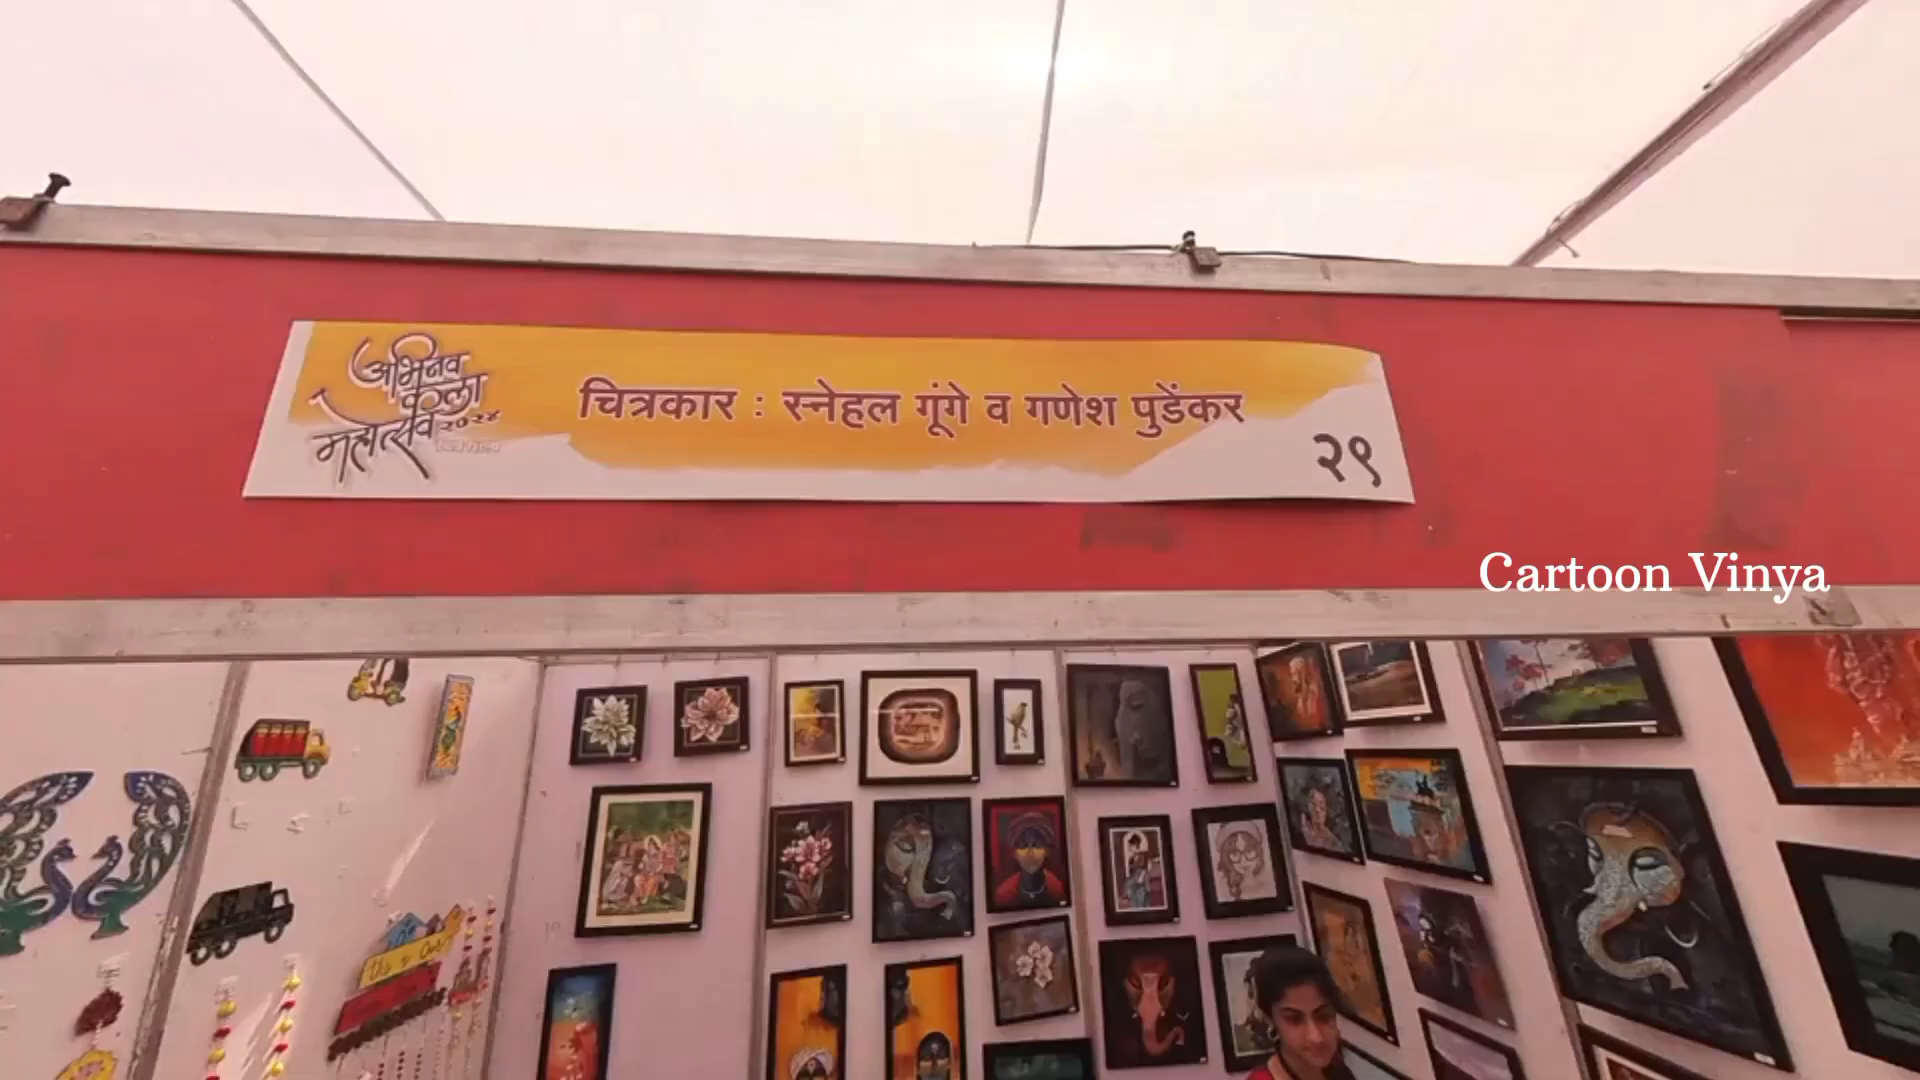 अभिनव
कला
महोत्सव २०२४
चित्रकार : स्नेहल गूंगे व गणेश पुडेंकर
२९
Cartoon Vinya